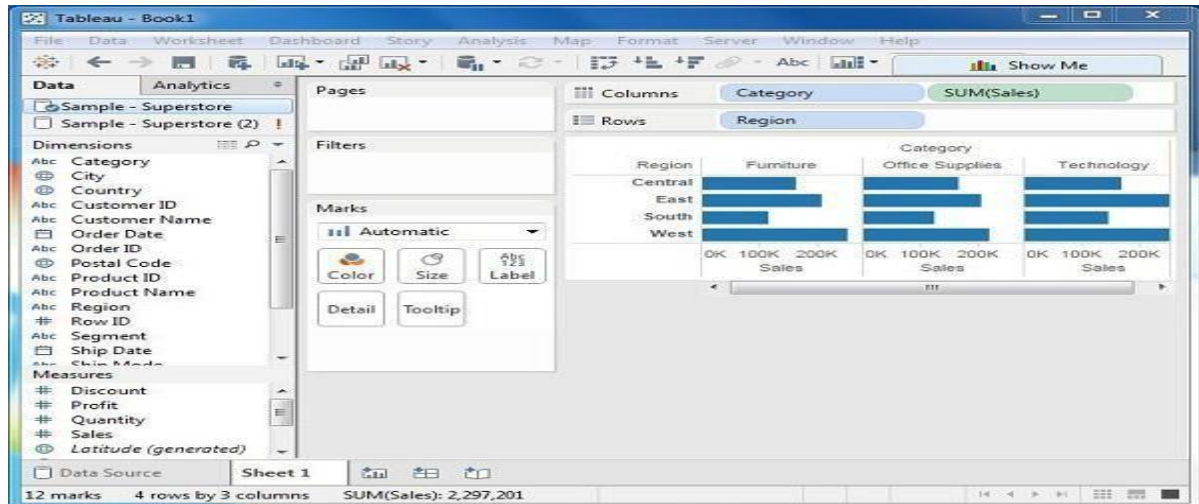 Tableau - Book1
File Data Worksheet Dashboard Story Analysis Map Format Server Window Help
Abc Show Me
Data Analytics
Sample - Superstore
Sample - Superstore (2) !
Dimensions
Abc Category
City
Country
Abc Customer ID
Abc Customer Name
Order Date
Abc Order ID
Postal Code
Abc Product ID
Abc Product Name
Abc Region
# Row ID
Abc Segment
Ship Date
Abc Ship Mode
Measures
# Discount
# Profit
# Quantity
# Sales
Latitude (generated)
Pages
Filters
Marks
Automatic
Color Size Abc 123 Label
Detail Tooltip
Columns Category SUM(Sales)
Rows Region
Category
Region Furniture Office Supplies Technology
Central
East
South
West
0K 100K 200K 0K 100K 200K 0K 100K 200K
Sales Sales Sales
Data Source Sheet 1
12 marks 4 rows by 3 columns SUM(Sales): 2,297,201